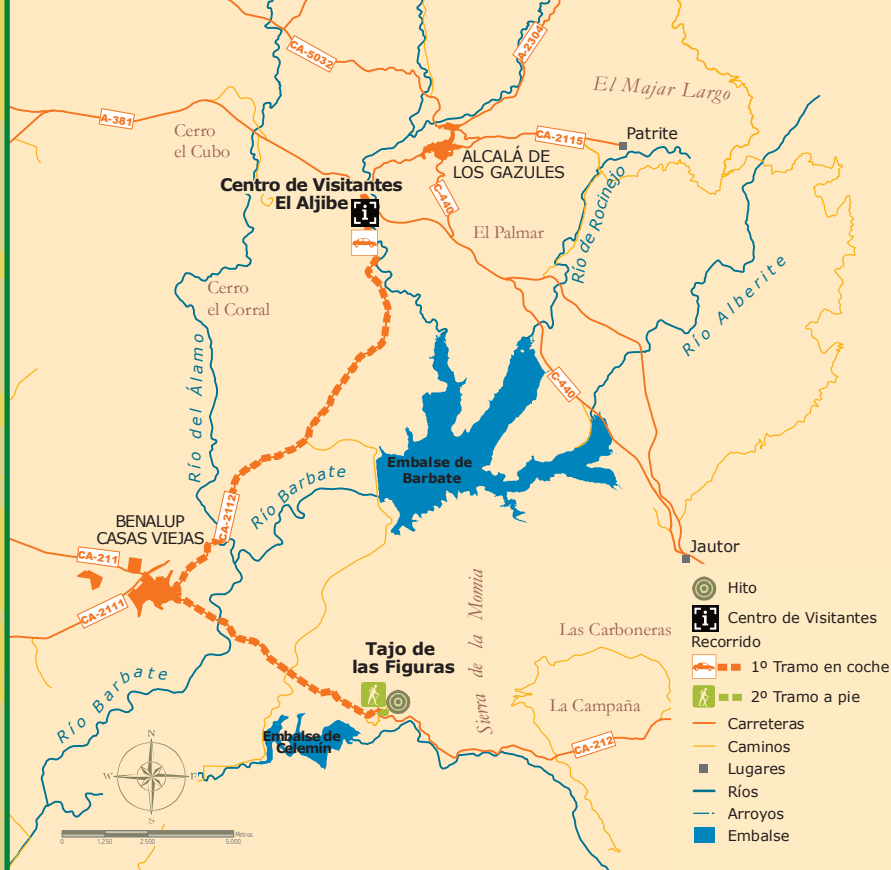 CA-5032
A-2304
El Majar Largo
A-381
Cerro
el Cubo
CA-2115
Patrite
ALCALÁ DE
LOS GAZULES
Centro de Visitantes
El Aljibe
i
C-440
El Palmar
Río de Rocinejo
Río Alberite
Cerro
el Corral
Río del Álamo
C-440
Embalse de
Barbate
Río Barbate
CA-2112
BENALUP
CASAS VIEJAS
CA-211
CA-2111
Jautor
Sierra de la Momia
Las Carboneras
La Campaña
Tajo de
las Figuras
Río Barbate
Embalse de
Celemín
CA-212
N
W
E
S
Metros
0 1.250 2.500 5.000
Hito
i Centro de Visitantes
Recorrido
1º Tramo en coche
2º Tramo a pie
Carreteras
Caminos
Lugares
Ríos
Arroyos
Embalse